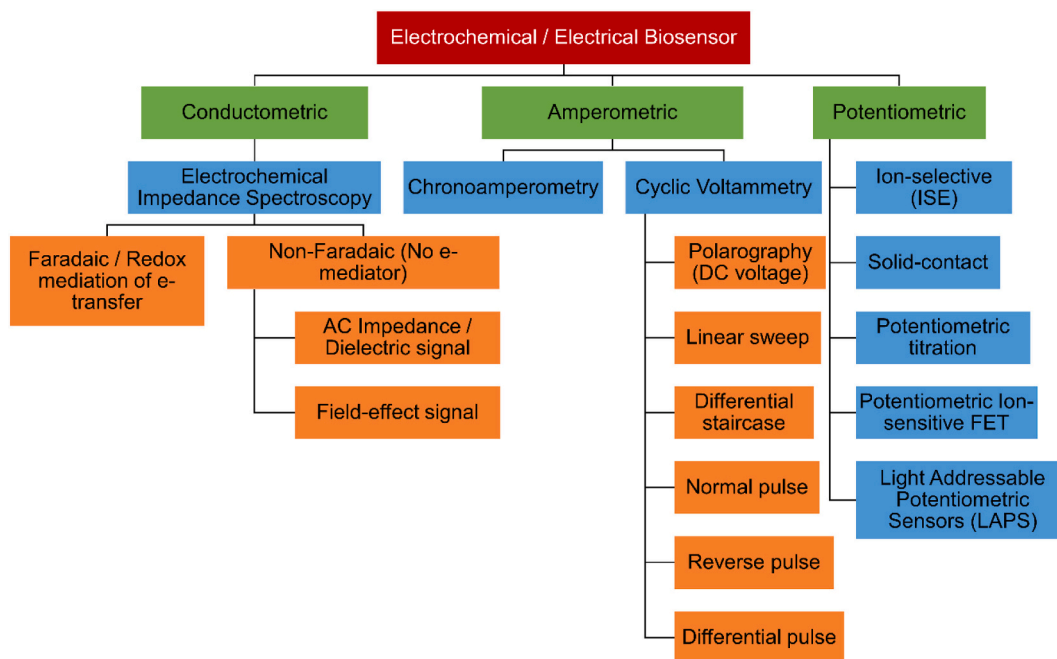 Electrochemical / Electrical Biosensor
Conductometric
Amperometric
Potentiometric
Electrochemical
Impedance Spectroscopy
Chronoamperometry
Cyclic Voltammetry
Ion-selective
(ISE)
Faradaic / Redox
mediation of e-
transfer
Non-Faradaic (No e-
mediator)
Polarography
(DC voltage)
Solid-contact
AC Impedance /
Dielectric signal
Linear sweep
Potentiometric
titration
Field-effect signal
Differential
staircase
Potentiometric Ion-
sensitive FET
Normal pulse
Light Addressable
Potentiometric
Sensors (LAPS)
Reverse pulse
Differential pulse